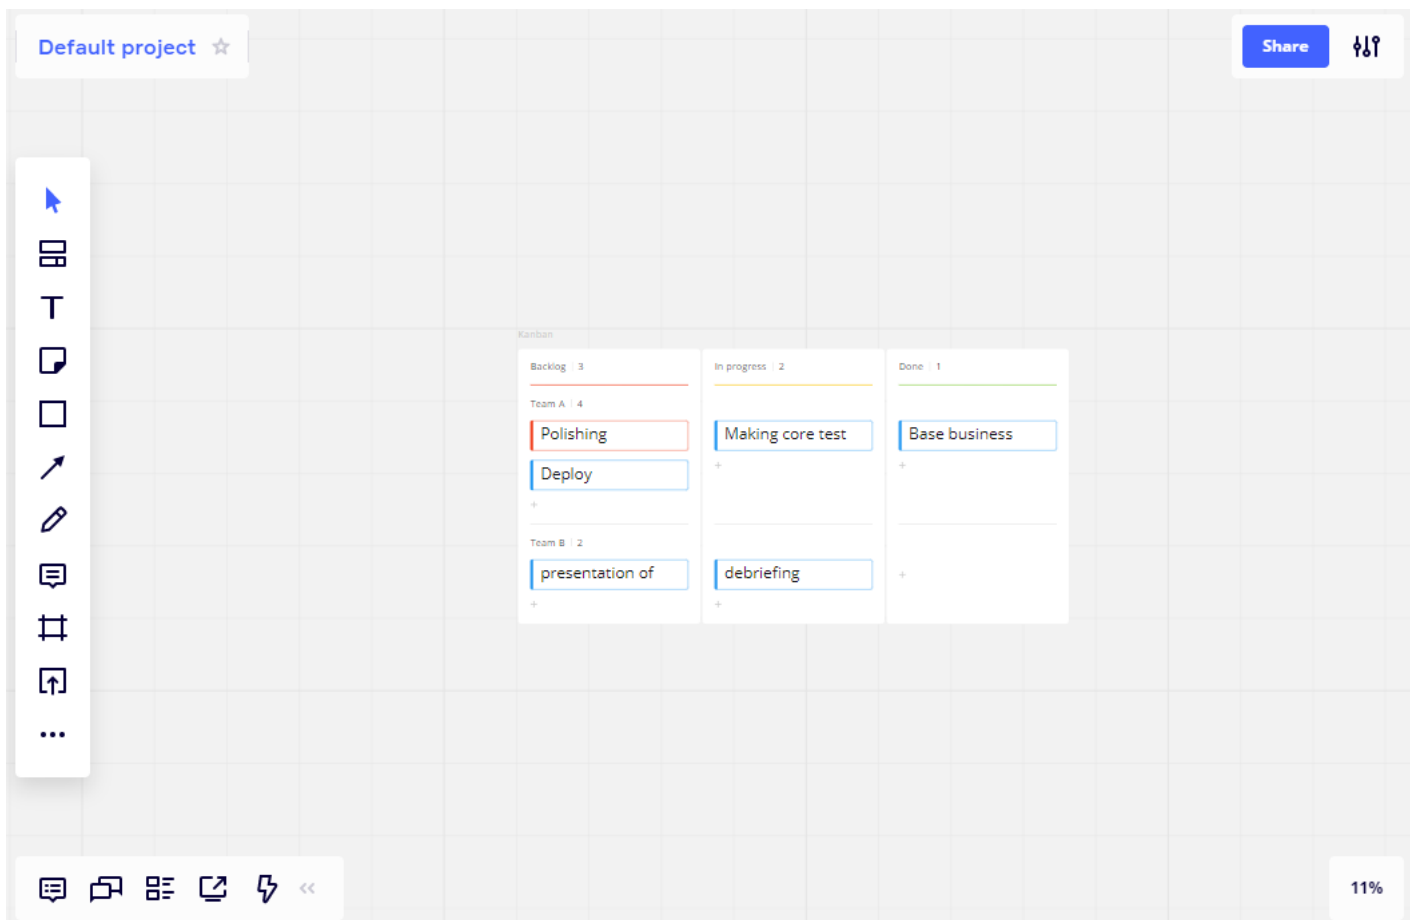 Default project
Share
Kanban
Backlog 3
In progress 2
Done 1
Team A 4
Polishing
Making core test
Base business
Deploy
Team B 2
presentation of
debriefing
11%